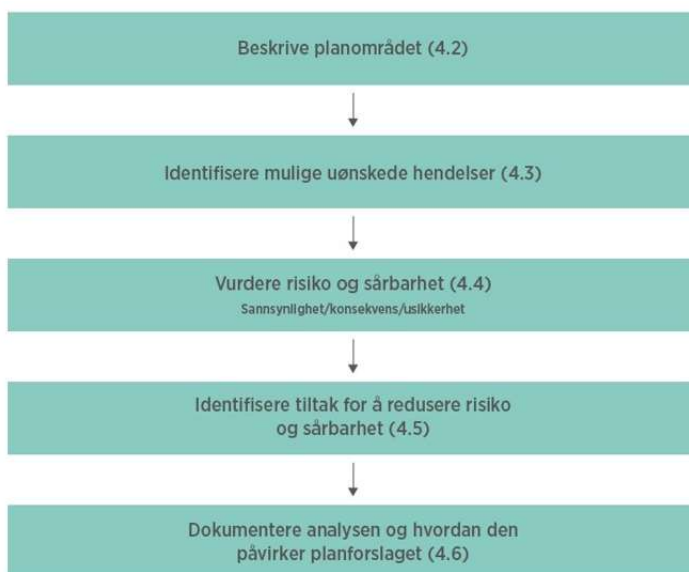 Beskrive planområdet (4.2)
Identifisere mulige uønskede hendelser (4.3)
Vurdere risiko og sårbarhet (4.4)
Sannsynlighet/konsekvens/usikkerhet
Identifisere tiltak for å redusere risiko
og sårbarhet (4.5)
Dokumentere analysen og hvordan den
påvirker planforslaget (4.6)